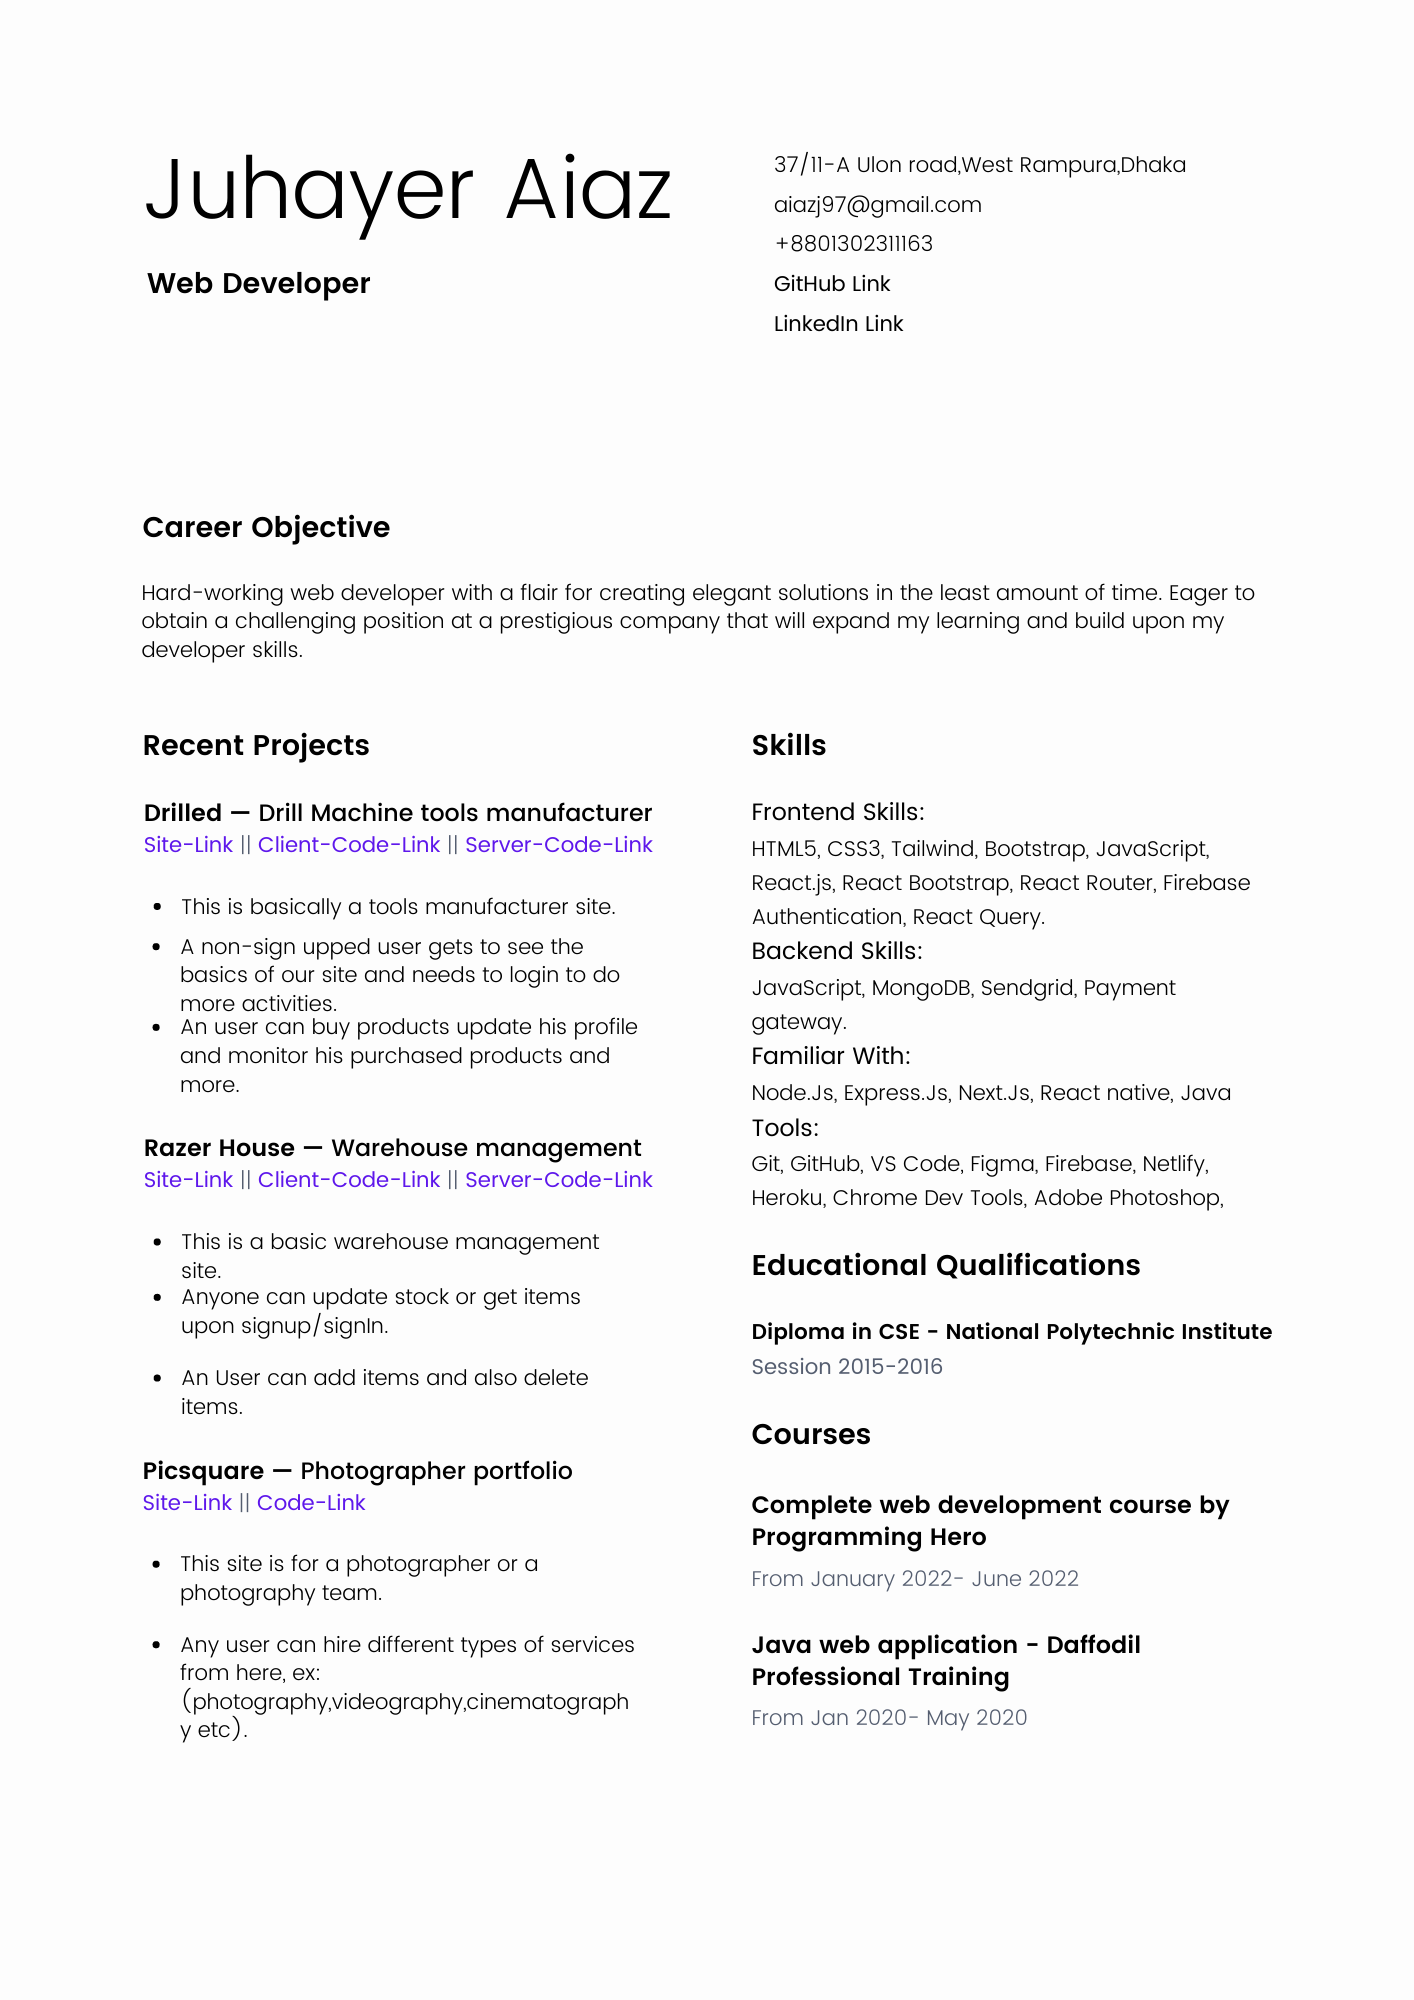 Juhayer Aiaz
Web Developer
37/11-A Ulon road,West Rampura,Dhaka
aiazj97@gmail.com
+8801302311163
GitHub Link
LinkedIn Link
Career Objective
Hard-working web developer with a flair for creating elegant solutions in the least amount of time. Eager to
obtain a challenging position at a prestigious company that will expand my learning and build upon my
developer skills.
Recent Projects
Drilled — Drill Machine tools manufacturer
Site-Link || Client-Code-Link || Server-Code-Link
• This is basically a tools manufacturer site.
• A non-sign upped user gets to see the
basics of our site and needs to login to do
more activities.
• An user can buy products update his profile
and monitor his purchased products and
more.
Razer House — Warehouse management
Site-Link || Client-Code-Link || Server-Code-Link
• This is a basic warehouse management
site.
• Anyone can update stock or get items
upon signup/signIn.
• An User can add items and also delete
items.
Picsquare — Photographer portfolio
Site-Link || Code-Link
• This site is for a photographer or a
photography team.
• Any user can hire different types of services
from here, ex:
(photography,videography,cinematograph
y etc).
Skills
Frontend Skills:
HTML5, CSS3, Tailwind, Bootstrap, JavaScript,
React.js, React Bootstrap, React Router, Firebase
Authentication, React Query.
Backend Skills:
JavaScript, MongoDB, Sendgrid, Payment
gateway.
Familiar With:
Node.Js, Express.Js, Next.Js, React native, Java
Tools:
Git, GitHub, VS Code, Figma, Firebase, Netlify,
Heroku, Chrome Dev Tools, Adobe Photoshop,
Educational Qualifications
Diploma in CSE - National Polytechnic Institute
Session 2015-2016
Courses
Complete web development course by
Programming Hero
From January 2022- June 2022
Java web application - Daffodil
Professional Training
From Jan 2020- May 2020